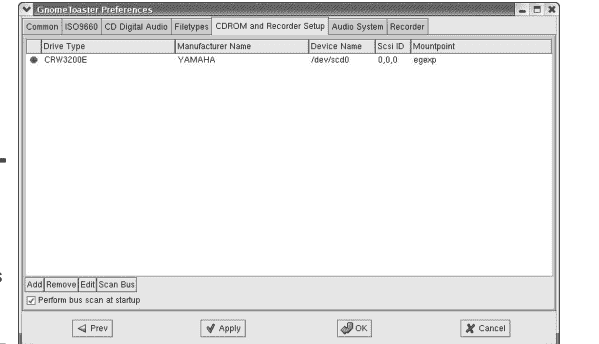 GnomeToaster Preferences
Common ISO9660 CD Digital Audio Filetypes CDROM and Recorder Setup Audio System Recorder
Drive Type Manufacturer Name Device Name Scsi ID Mountpoint
CRW3200E YAMAHA /dev/scd0 0,0,0 egaxp
Add Remove Edit Scan Bus
Perform bus scan at startup
Prev Apply OK Cancel